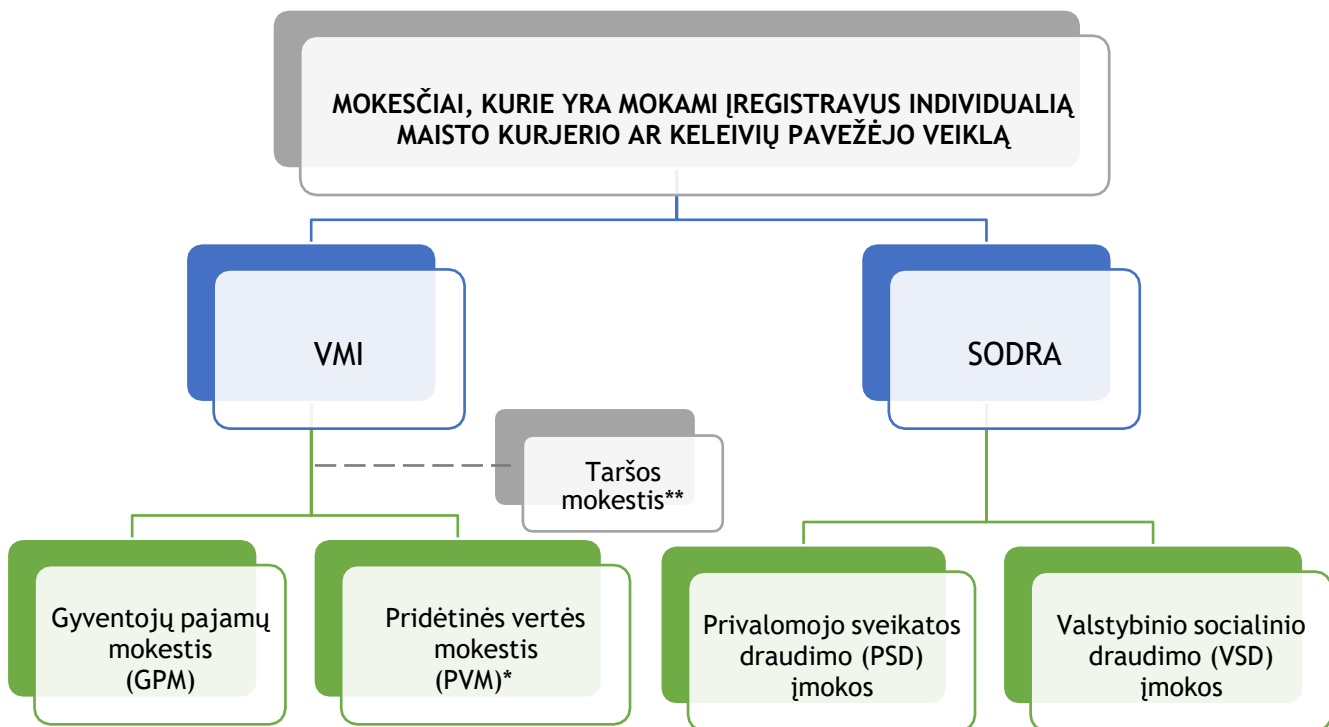 MOKESČIAI, KURIE YRA MOKAMI ĮREGISTRAVUS INDIVIDUALIĄ
MAISTO KURJERIO AR KELEIVIŲ PAVEŽĖJO VEIKLĄ
VMI
SODRA
Taršos
mokestis**
Gyventojų pajamų
mokestis
(GPM)
Pridėtinės vertės
mokestis
(PVM)*
Privalomojo sveikatos
draudimo (PSD)
įmokos
Valstybinio socialinio
draudimo (VSD)
įmokos